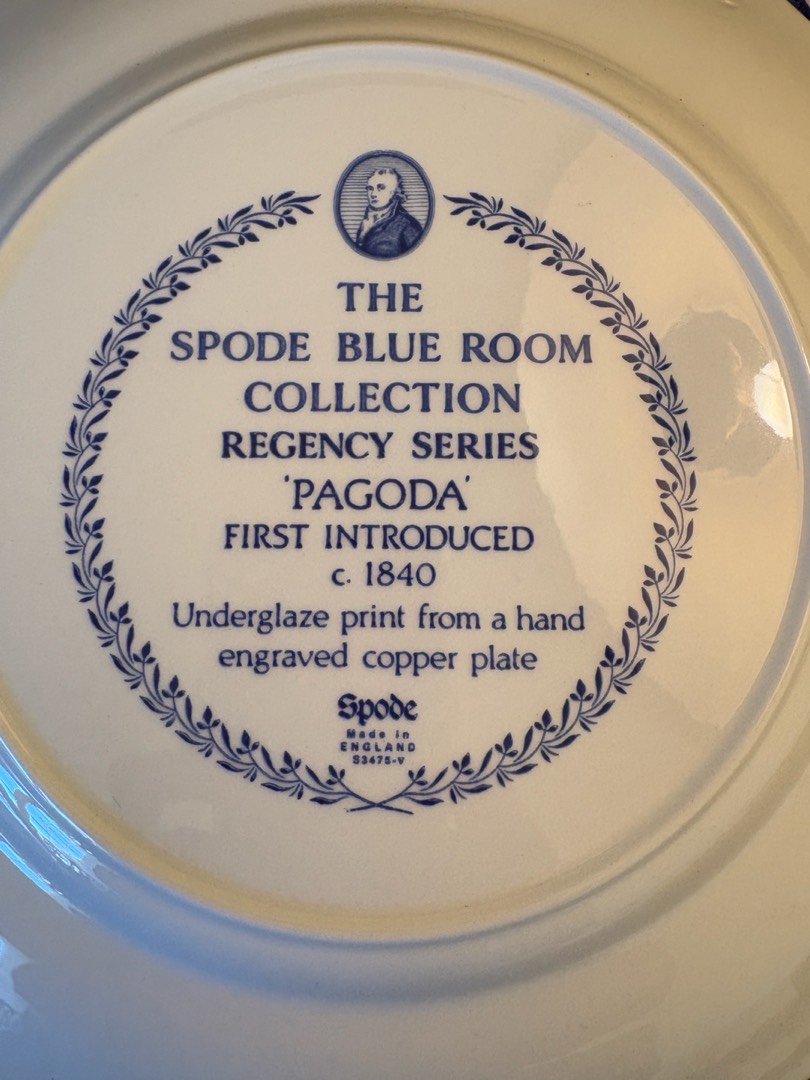 THE
SPODE BLUE ROOM
COLLECTION
REGENCY SERIES
'PAGODA'
FIRST INTRODUCED
c. 1840
Underglaze print from a hand
engraved copper plate
Spode
Made in
ENGLAND
S3475-V